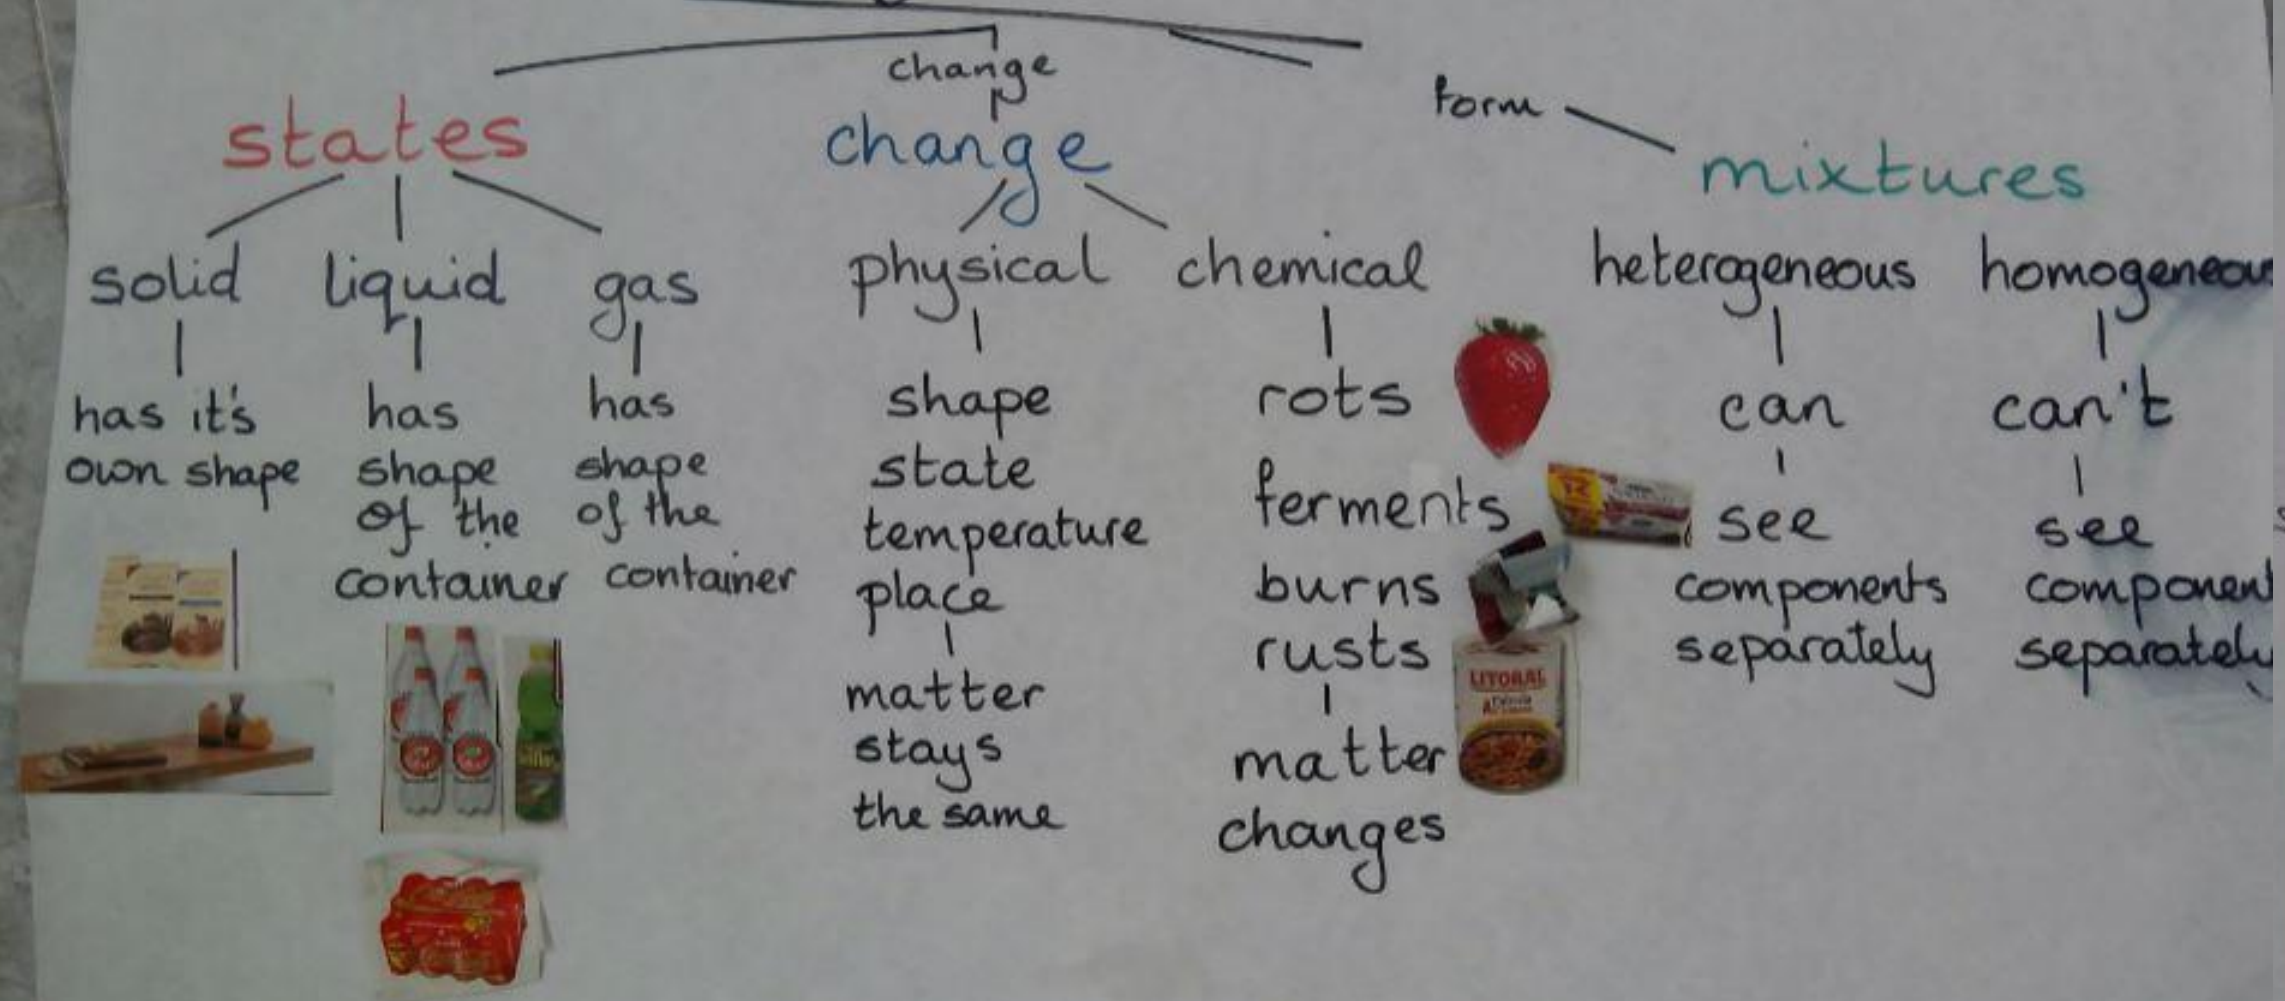 change
form
states
change
mixtures
solid
liquid
gas
physical
chemical
heterogeneous
homogeneous
has it's
own shape
has
shape
of the
container
has
shape
of the
container
shape
state
temperature
place
matter
stays
the same
rots
ferments
burns
rusts
matter
changes
can
see
components
separately
can't
see
component
separately
LITORAL